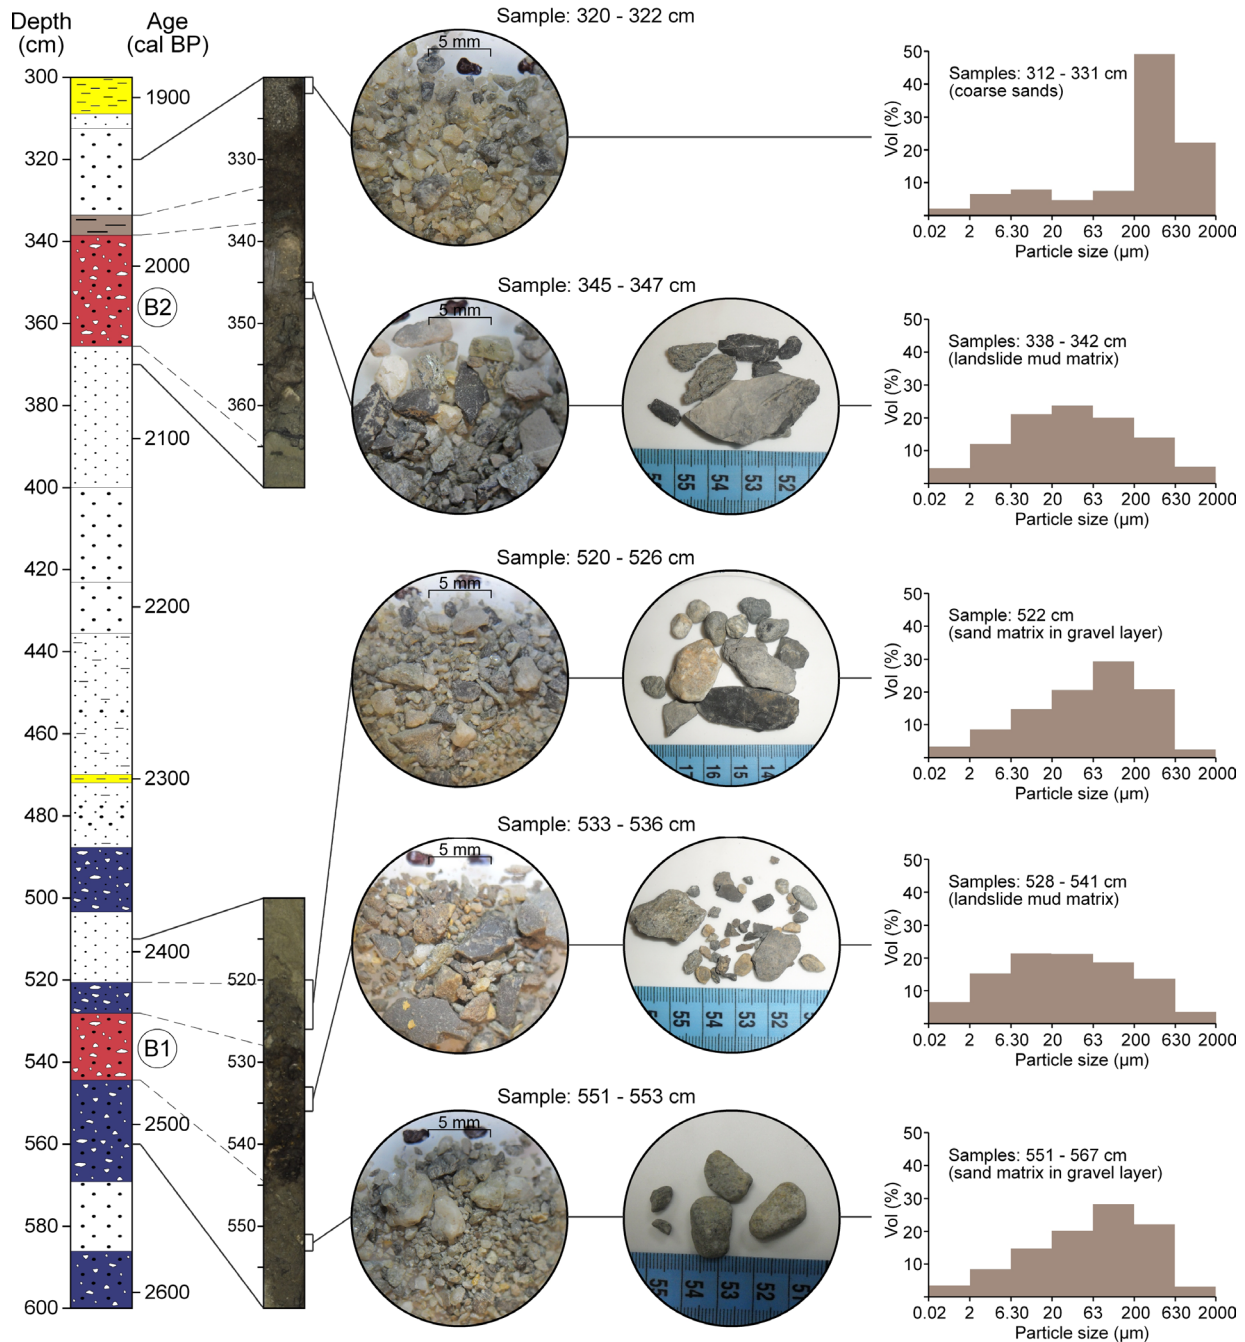 Depth
(cm)
Age
(cal BP)
300
320
340
360
380
400
420
440
460
480
500
520
540
560
580
600
1900
2000
2100
2200
2300
2400
2500
2600
B2
B1
330
340
350
360
520
530
540
550
Sample: 320 - 322 cm
5 mm
Samples: 312 - 331 cm
(coarse sands)
Vol (%)
50
40
30
20
10
0.02 2 6.30 20 63 200 630 2000
Particle size (µm)
Sample: 345 - 347 cm
5 mm
55 54 53 52
Samples: 338 - 342 cm
(landslide mud matrix)
Vol (%)
50
40
30
20
10
0.02 2 6.30 20 63 200 630 2000
Particle size (µm)
Sample: 520 - 526 cm
5 mm
17 16 15 14
Sample: 522 cm
(sand matrix in gravel layer)
Vol (%)
50
40
30
20
10
0.02 2 6.30 20 63 200 630 2000
Particle size (µm)
Sample: 533 - 536 cm
5 mm
55 54 53 52
Samples: 528 - 541 cm
(landslide mud matrix)
Vol (%)
50
40
30
20
10
0.02 2 6.30 20 63 200 630 2000
Particle size (µm)
Sample: 551 - 553 cm
5 mm
55 54 53 52
Samples: 551 - 567 cm
(sand matrix in gravel layer)
Vol (%)
50
40
30
20
10
0.02 2 6.30 20 63 200 630 2000
Particle size (µm)